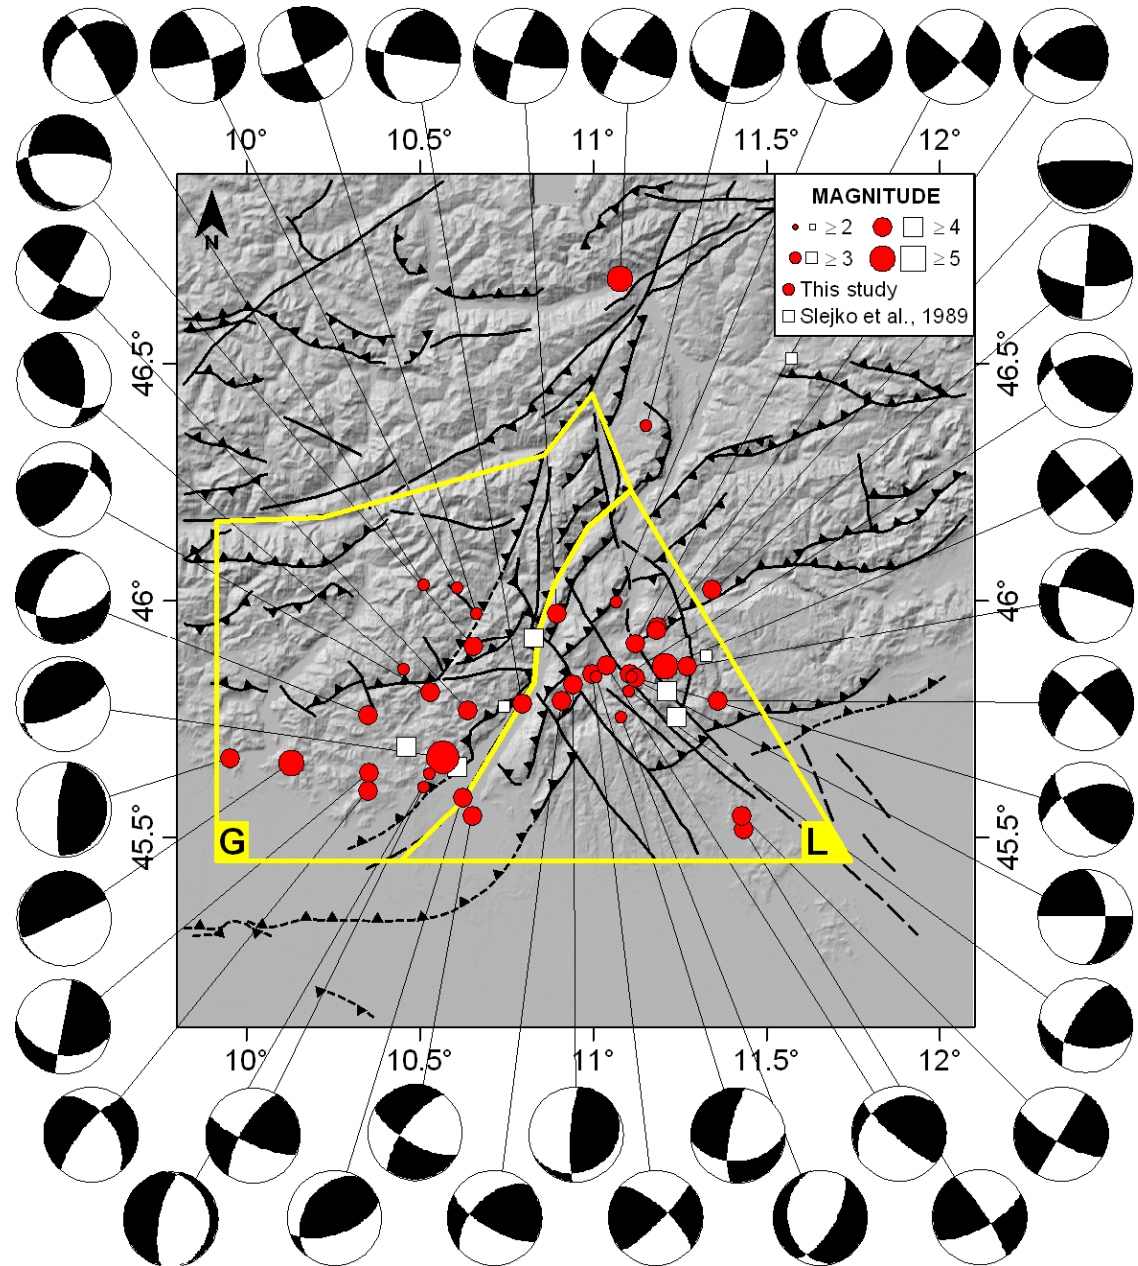 10° 10.5° 11° 11.5° 12°
MAGNITUDE
≥ 2 ≥ 4
≥ 3 ≥ 5
This study
Slejko et al., 1989
N
46.5° 46.5°
46° 46°
45.5° 45.5°
G L
10° 10.5° 11° 11.5° 12°